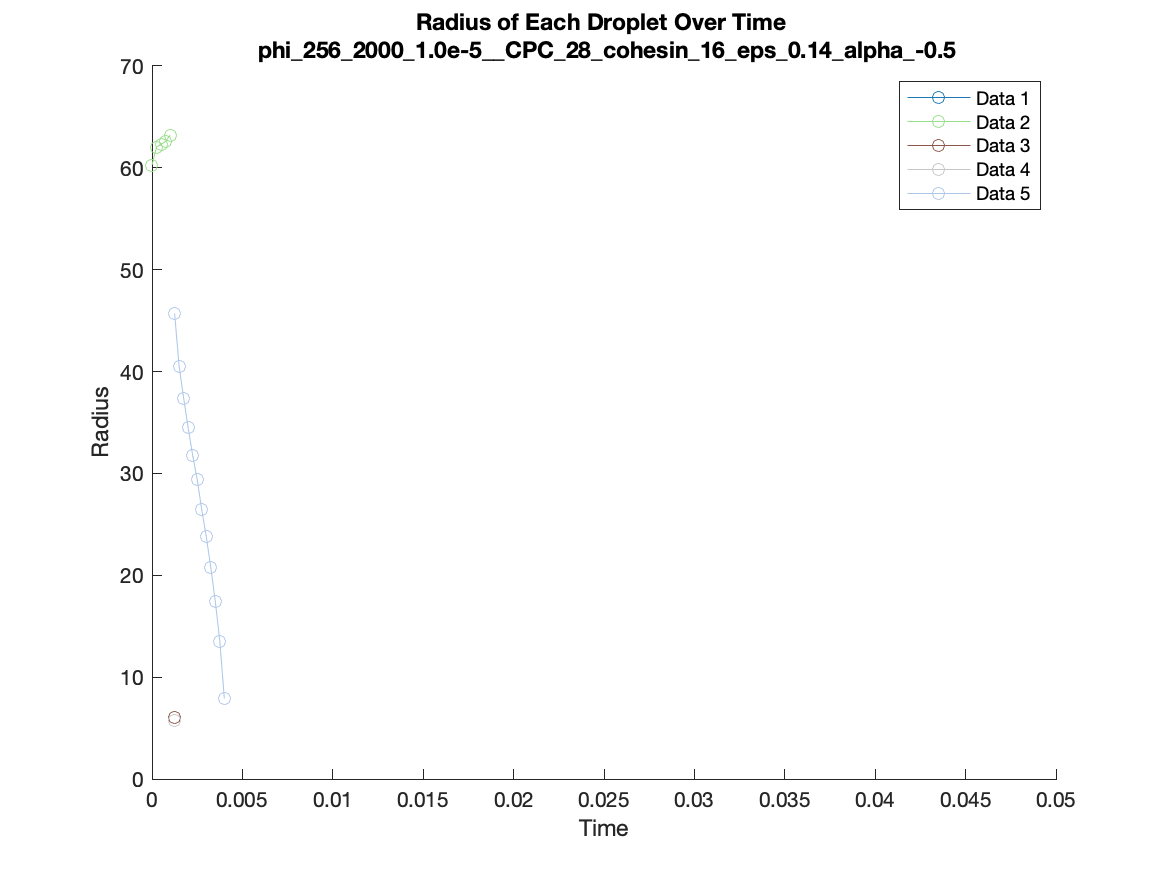 Radius of Each Droplet Over Time
phi_256_2000_1.0e-5__CPC_28_cohesin_16_eps_0.14_alpha_-0.5
70
60
50
40
30
20
10
0
Radius
Data 1
Data 2
Data 3
Data 4
Data 5
0 0.005 0.01 0.015 0.02 0.025 0.03 0.035 0.04 0.045 0.05
Time